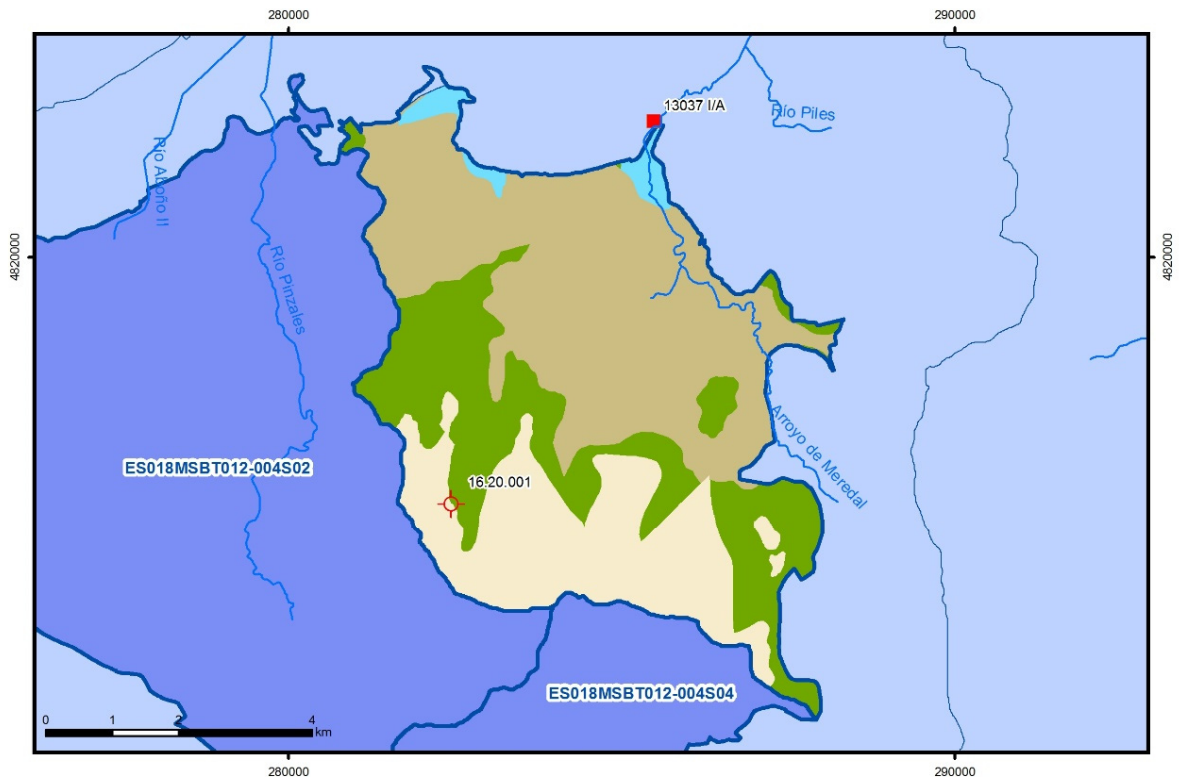 280000
290000
13037 I/A
Río Piles
Río Aboño II
4820000
4820000
Río Pinzales
Arroyo de Meredal
ES018MSBT012-004S02
16.20.001
ES018MSBT012-004S04
0 1 2 4
km
280000
290000